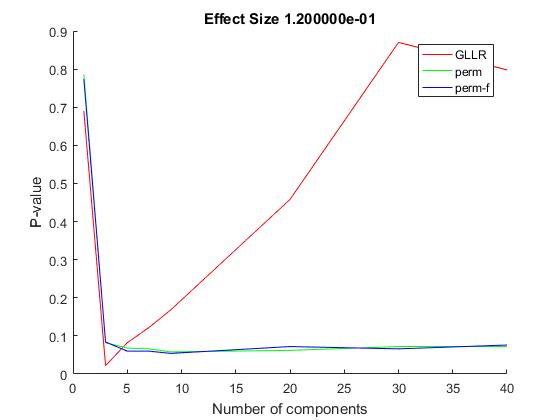 Effect Size 1.200000e-01
GLLR
perm
perm-f
P-value
0.9
0.8
0.7
0.6
0.5
0.4
0.3
0.2
0.1
0
0 5 10 15 20 25 30 35 40
Number of components